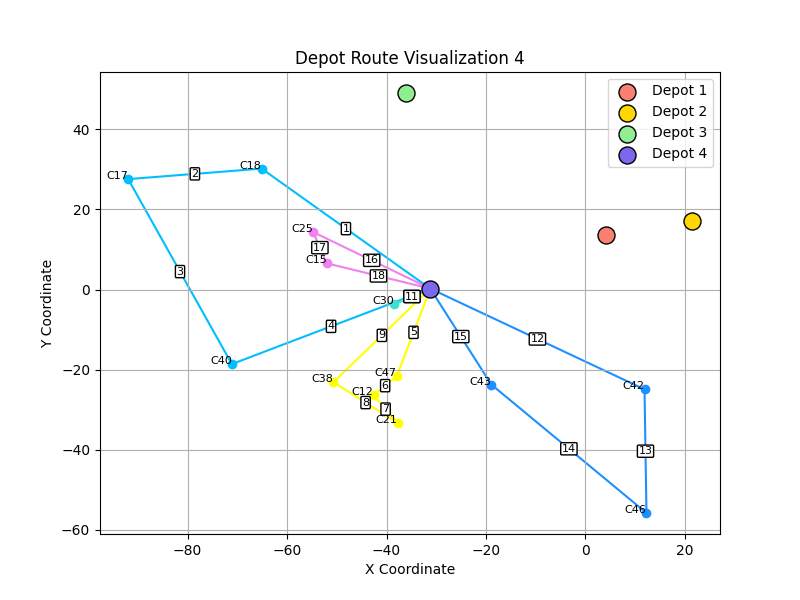 Depot Route Visualization 4
Depot 1
Depot 2
Depot 3
Depot 4
Y Coordinate
40
20
0
−20
−40
−60
C17
2
C18
1
C25
17
16
C15
18
3
C30
11
4
9
5
15
12
C40
C38
C47
6
C12
8
7
C21
C43
C42
14
13
C46
−80
−60
−40
−20
0
20
X Coordinate